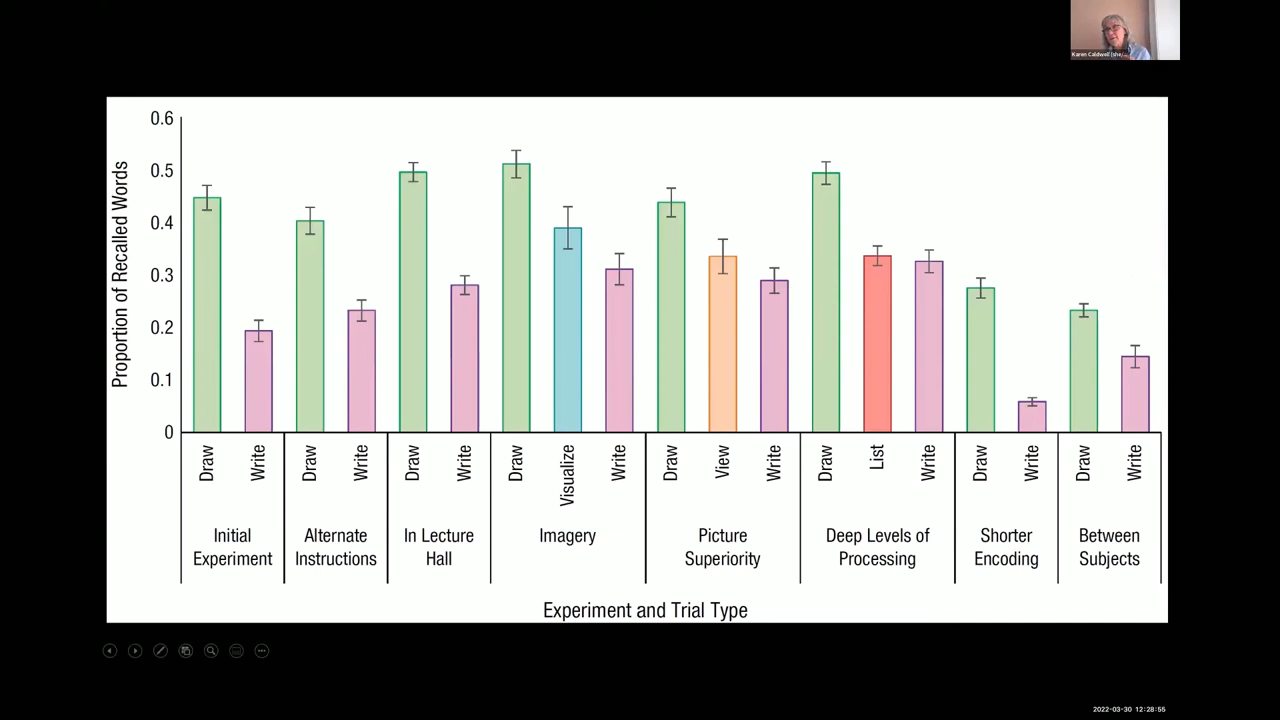 Karen Caldwell (she/...
0.6
0.5
0.4
0.3
0.2
0.1
0
Proportion of Recalled Words
Draw
Write
Draw
Write
Draw
Write
Draw
Visualize
Write
Draw
View
Write
Draw
List
Write
Draw
Write
Draw
Write
Initial
Experiment
Alternate
Instructions
In Lecture
Hall
Imagery
Picture
Superiority
Deep Levels of
Processing
Shorter
Encoding
Between
Subjects
Experiment and Trial Type
2022-03-30 12:28:55